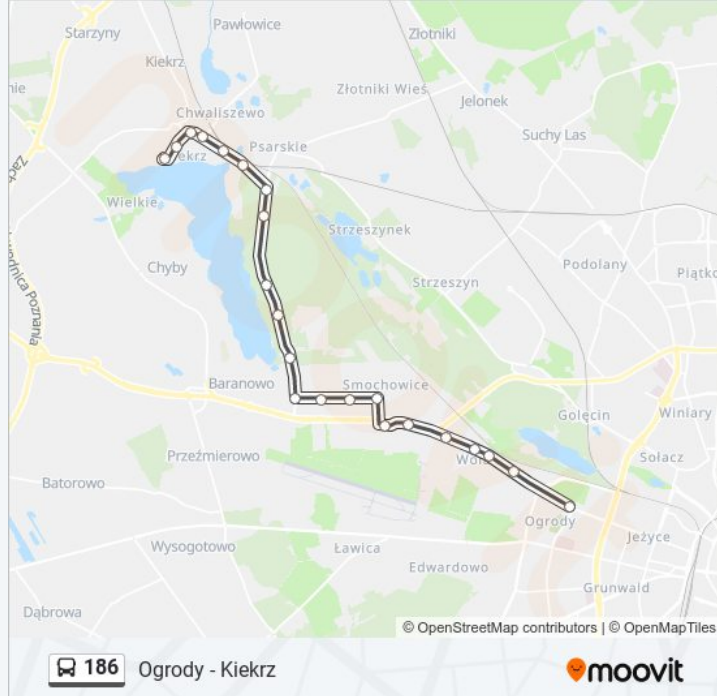 Pawłowice
Starzyny
Złotniki
Kiekrz
Złotniki Wieś
Jelonek
Chwaliszewo
Suchy Las
Psarskie
Wielkie
Strzeszynek
Chyby
Podolany
Strzeszyn
Baranowo
Smochowice
Golęcin
Winiary
Przeźmierowo
Sołacz
Batorowo
Ogrody
Wysogotowo
Ławica
Jeżyce
Edwardowo
Grunwald
Dąbrowa
© OpenStreetMap contributors | © OpenMapTiles
186 Ogrody - Kiekrz
moovit